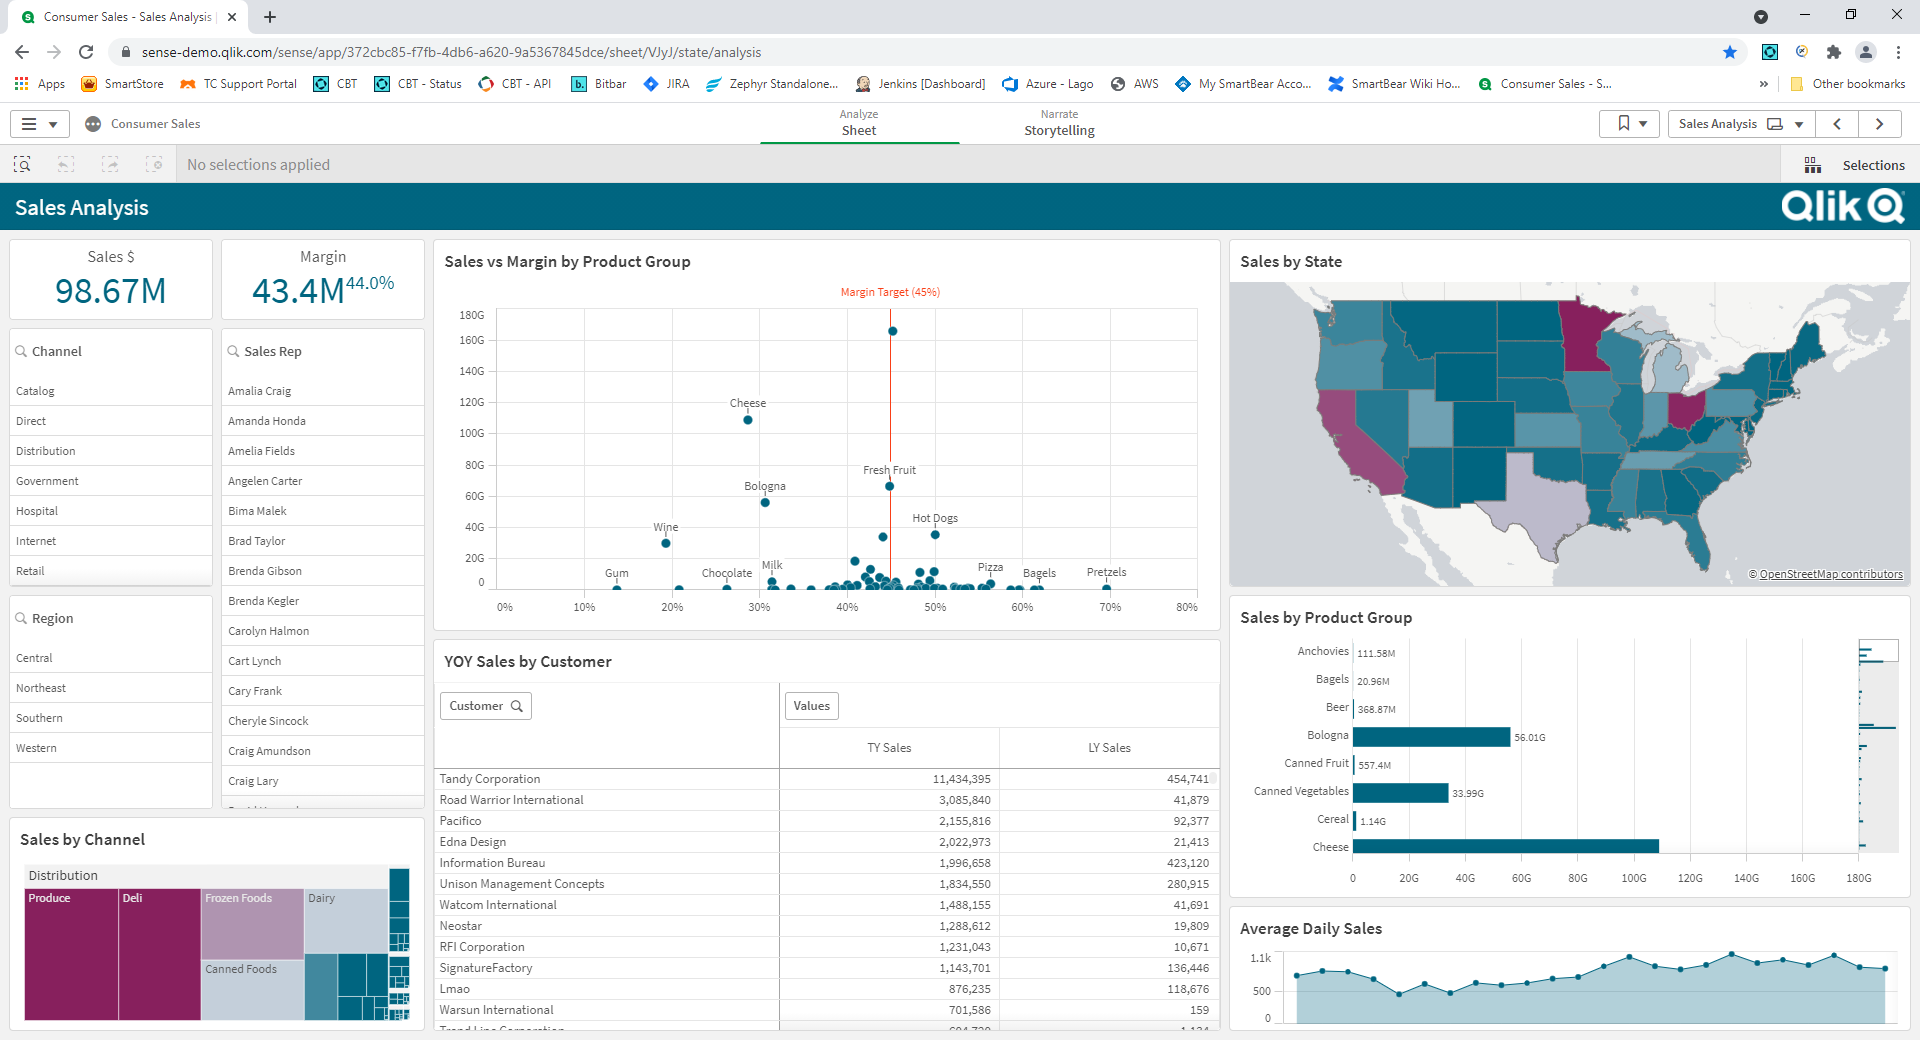 Consumer Sales - Sales Analysis
sense-demo.qlik.com/sense/app/372cbc85-f7fb-4db6-a620-9a5367845dce/sheet/VJyJ/state/analysis
Apps SmartStore TC Support Portal CBT CBT - Status CBT - API Bitbar JIRA Zephyr Standalone... Jenkins [Dashboard] Azure - Lago AWS My SmartBear Acco... SmartBear Wiki Ho... Consumer Sales - S... » Other bookmarks
Consumer Sales
Analyze
Sheet
Narrate
Storytelling
Sales Analysis
No selections applied
Selections
Sales Analysis
Qlik
Sales $
98.67M
Margin
43.4M 44.0%
Channel
Catalog
Direct
Distribution
Government
Hospital
Internet
Retail
Region
Central
Northeast
Southern
Western
Sales Rep
Amalia Craig
Amanda Honda
Amelia Fields
Angelen Carter
Bima Malek
Brad Taylor
Brenda Gibson
Brenda Kegler
Carolyn Halmon
Cart Lynch
Cary Frank
Cheryle Sincock
Craig Amundson
Craig Lary
Sales by Channel
Distribution
Produce
Deli
Frozen Foods
Dairy
Canned Foods
Sales vs Margin by Product Group
Margin Target (45%)
180G
160G
140G
120G
100G
80G
60G
40G
20G
0
Cheese
Fresh Fruit
Bologna
Hot Dogs
Wine
Gum
Chocolate
Milk
Pizza
Bagels
Pretzels
0% 10% 20% 30% 40% 50% 60% 70% 80%
YOY Sales by Customer
Customer
Values
TY Sales LY Sales
Tandy Corporation 11,434,395 454,741
Road Warrior International 3,085,840 41,879
Pacifico 2,155,816 92,377
Edna Design 2,022,973 21,413
Information Bureau 1,996,658 423,120
Unison Management Concepts 1,834,550 280,915
Watcom International 1,488,155 41,691
Neostar 1,288,612 19,809
RFI Corporation 1,231,043 10,671
SignatureFactory 1,143,701 136,446
Lmao 876,235 118,676
Warsun International 701,586 159
Sales by State
© OpenStreetMap contributors
Sales by Product Group
Anchovies 111.58M
Bagels 20.96M
Beer 368.87M
Bologna 56.01G
Canned Fruit 557.4M
Canned Vegetables 33.99G
Cereal 1.14G
Cheese
0 20G 40G 60G 80G 100G 120G 140G 160G 180G
Average Daily Sales
1.1k
500
0